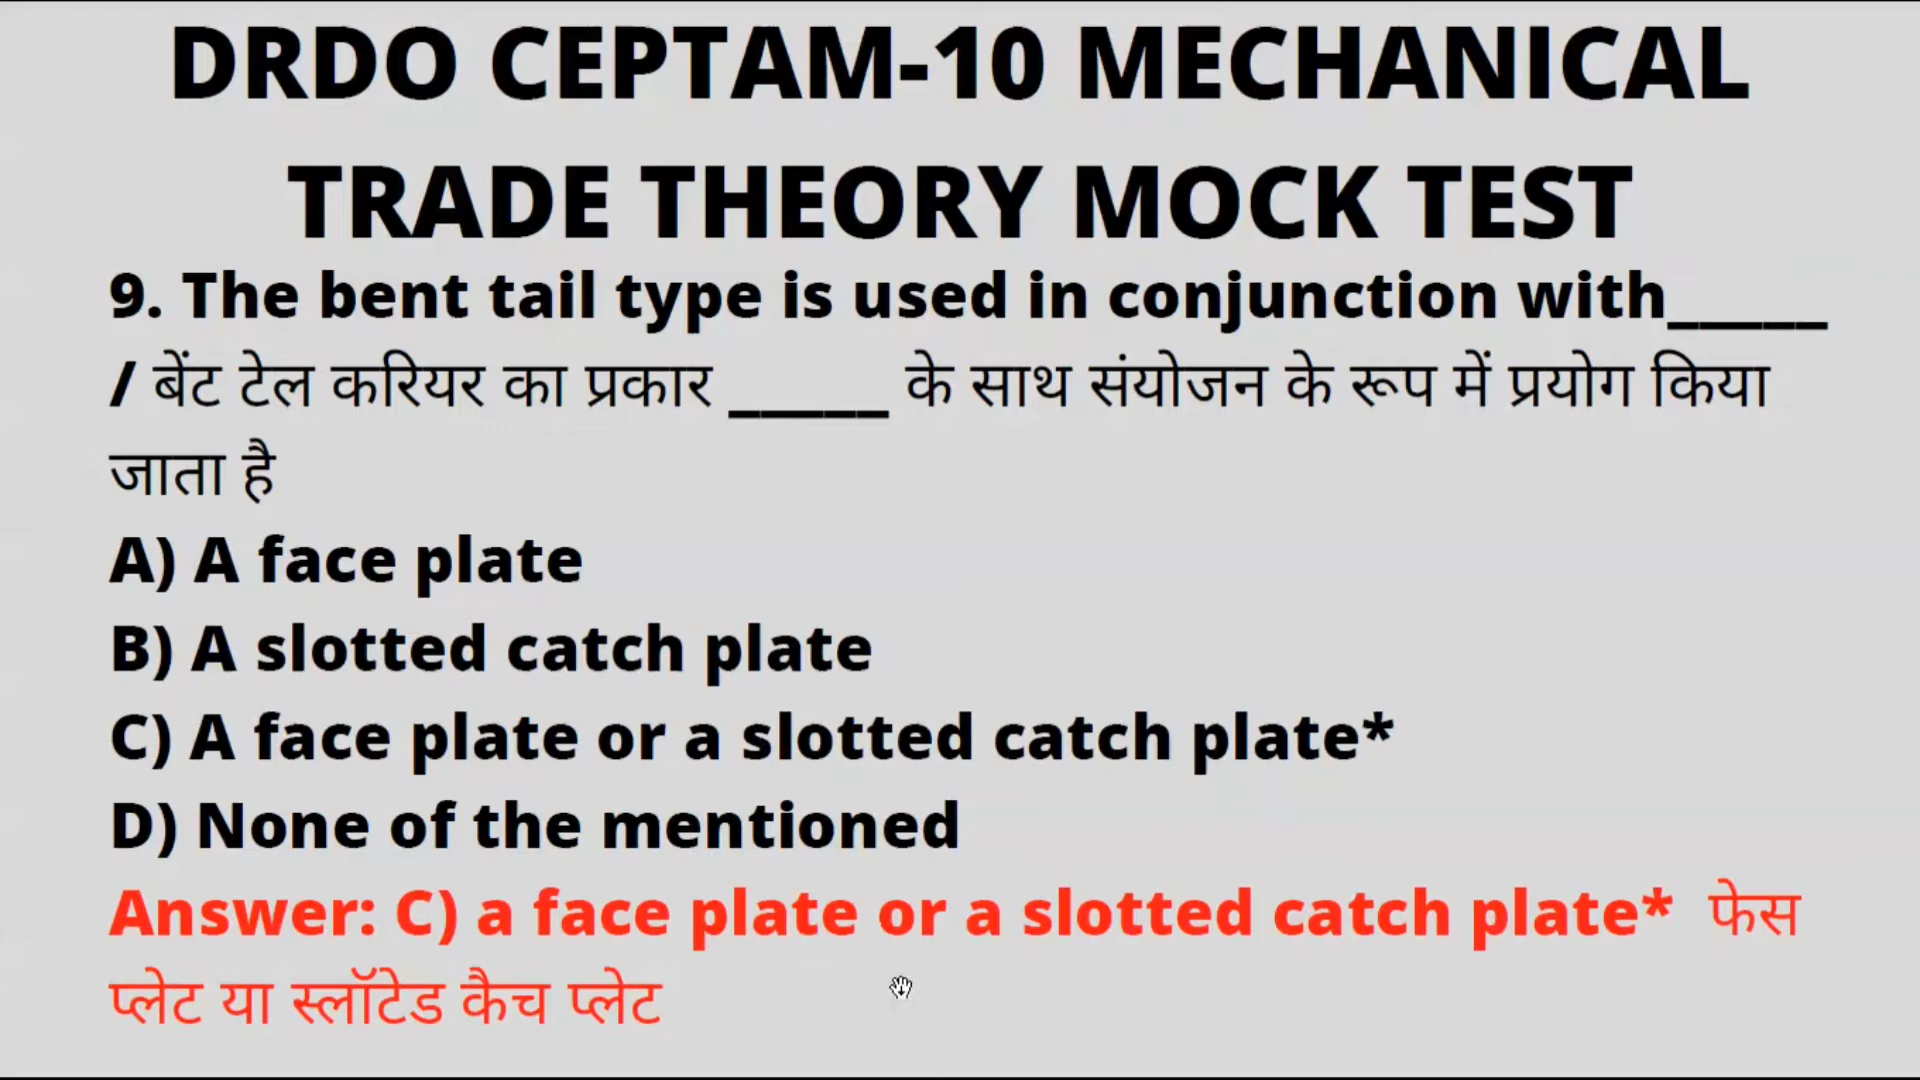 DRDO CEPTAM-10 MECHANICAL
TRADE THEORY MOCK TEST
9. The bent tail type is used in conjunction with_____
/ बेंट टेल करियर का प्रकार _____ के साथ संयोजन के रूप में प्रयोग किया
जाता है
A) A face plate
B) A slotted catch plate
C) A face plate or a slotted catch plate*
D) None of the mentioned
Answer: C) a face plate or a slotted catch plate* फेस
प्लेट या स्लॉटेड कैच प्लेट